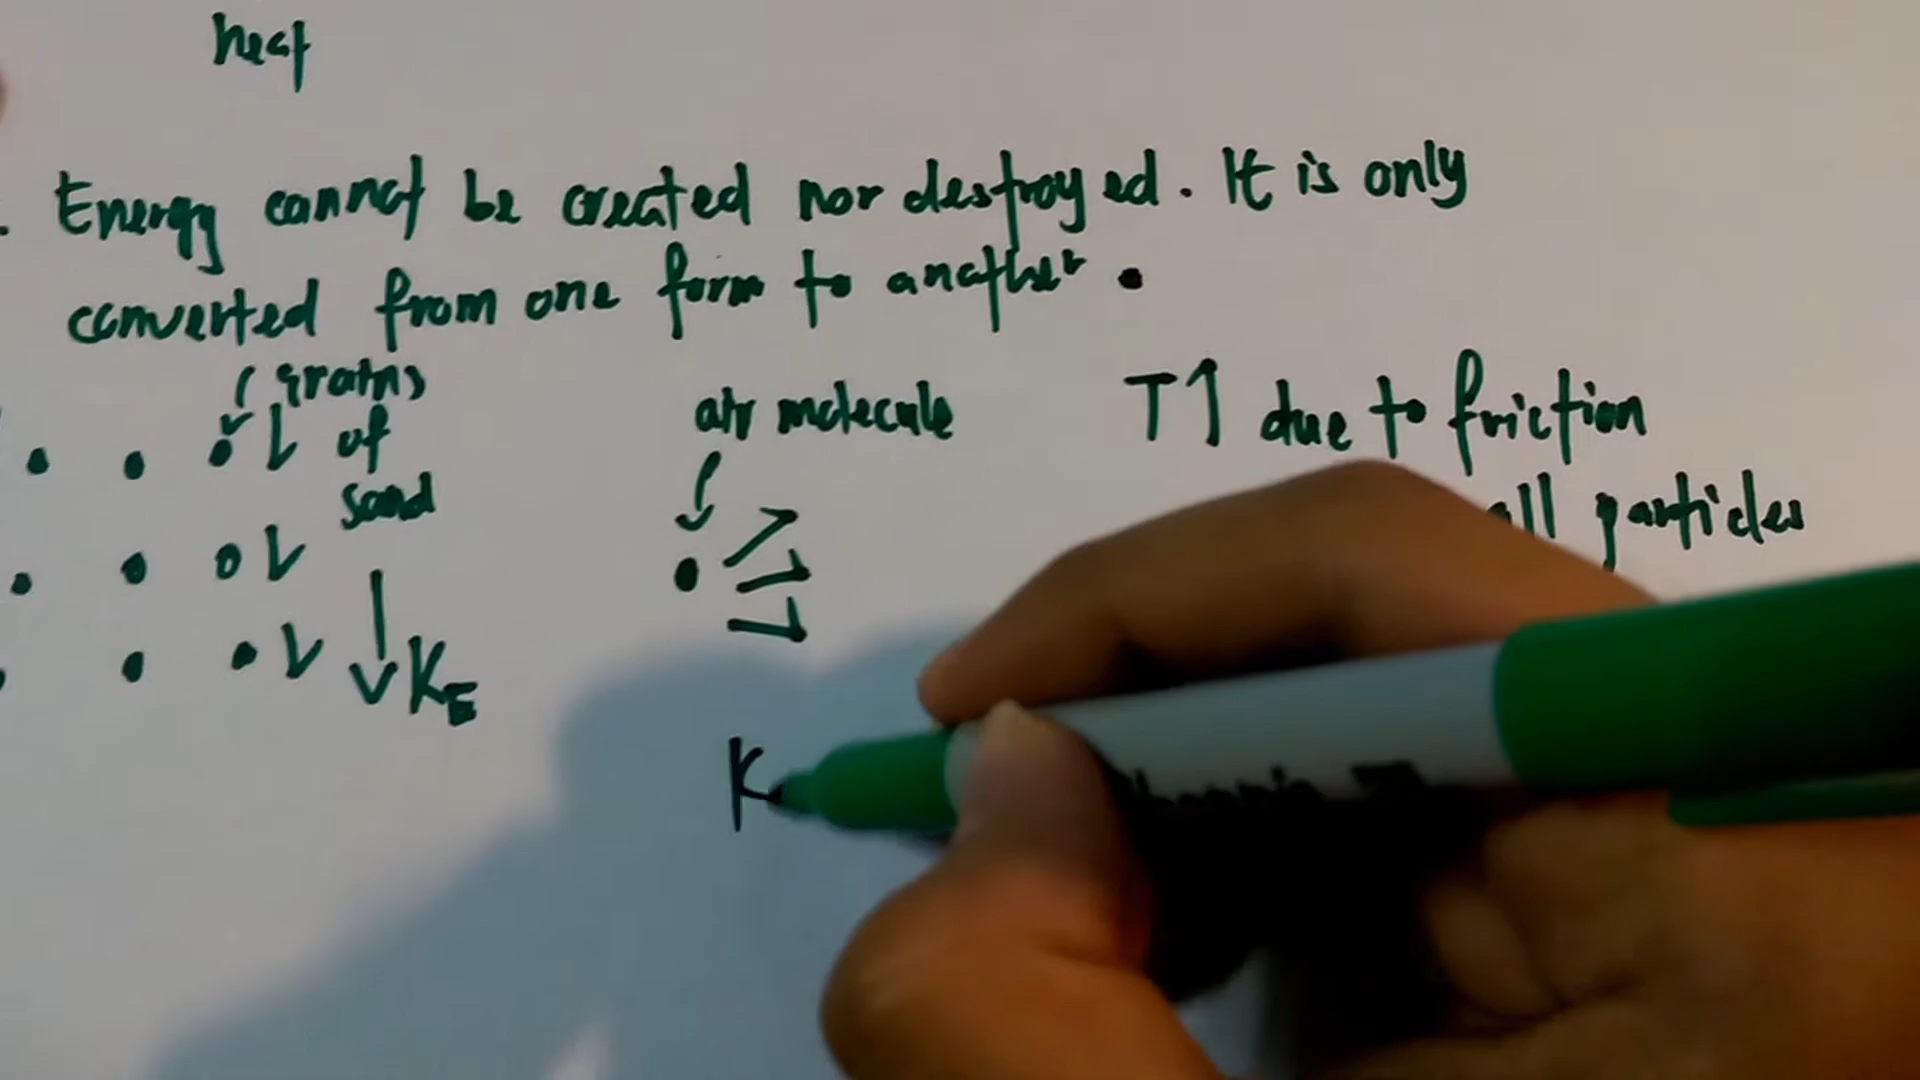 heat
Energy cannot be created nor destroyed. It is only
converted from one form to another.
grains
of
sand
KE
air molecule
T↑ due to friction
all particles
K